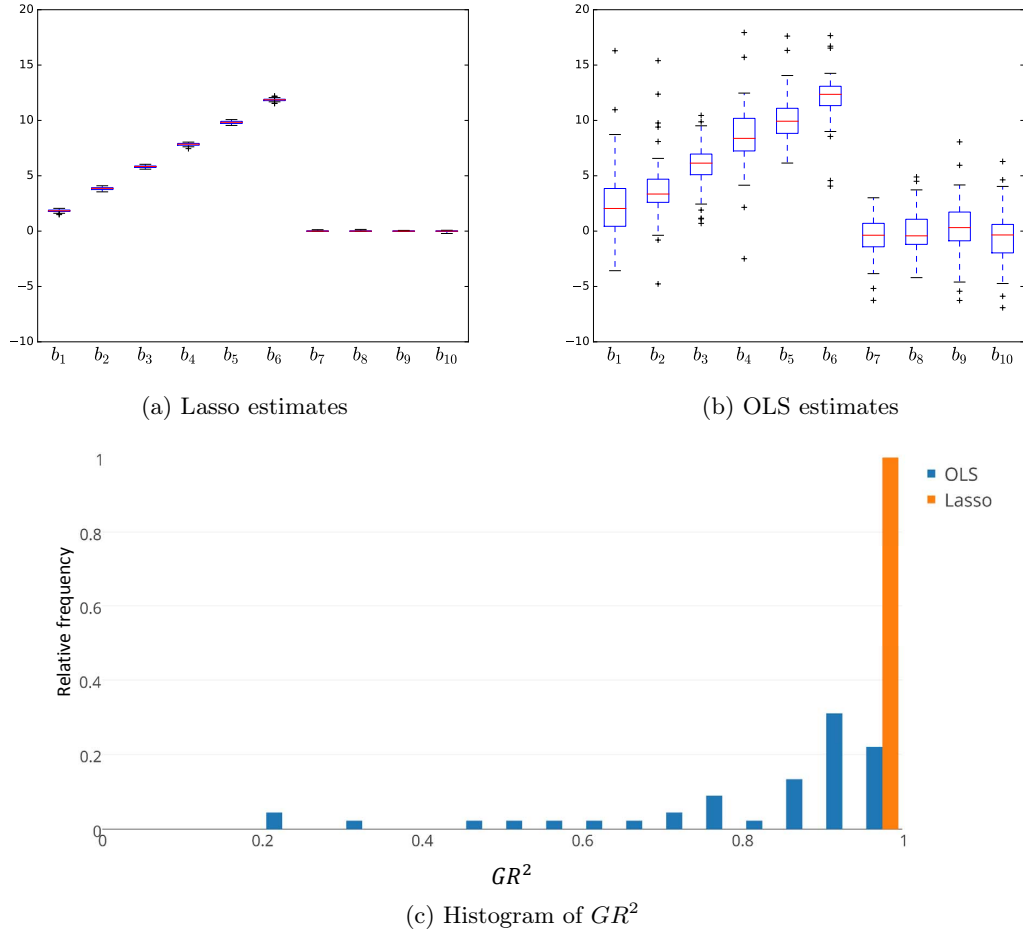 20
15
10
5
0
−5
−10
b1 b2 b3 b4 b5 b6 b7 b8 b9 b10
(a) Lasso estimates
20
15
10
5
0
−5
−10
b1 b2 b3 b4 b5 b6 b7 b8 b9 b10
(b) OLS estimates
1
0.8
0.6
0.4
0.2
0
Relative frequency
OLS
Lasso
0 0.2 0.4 0.6 0.8 1
GR²
(c) Histogram of GR²